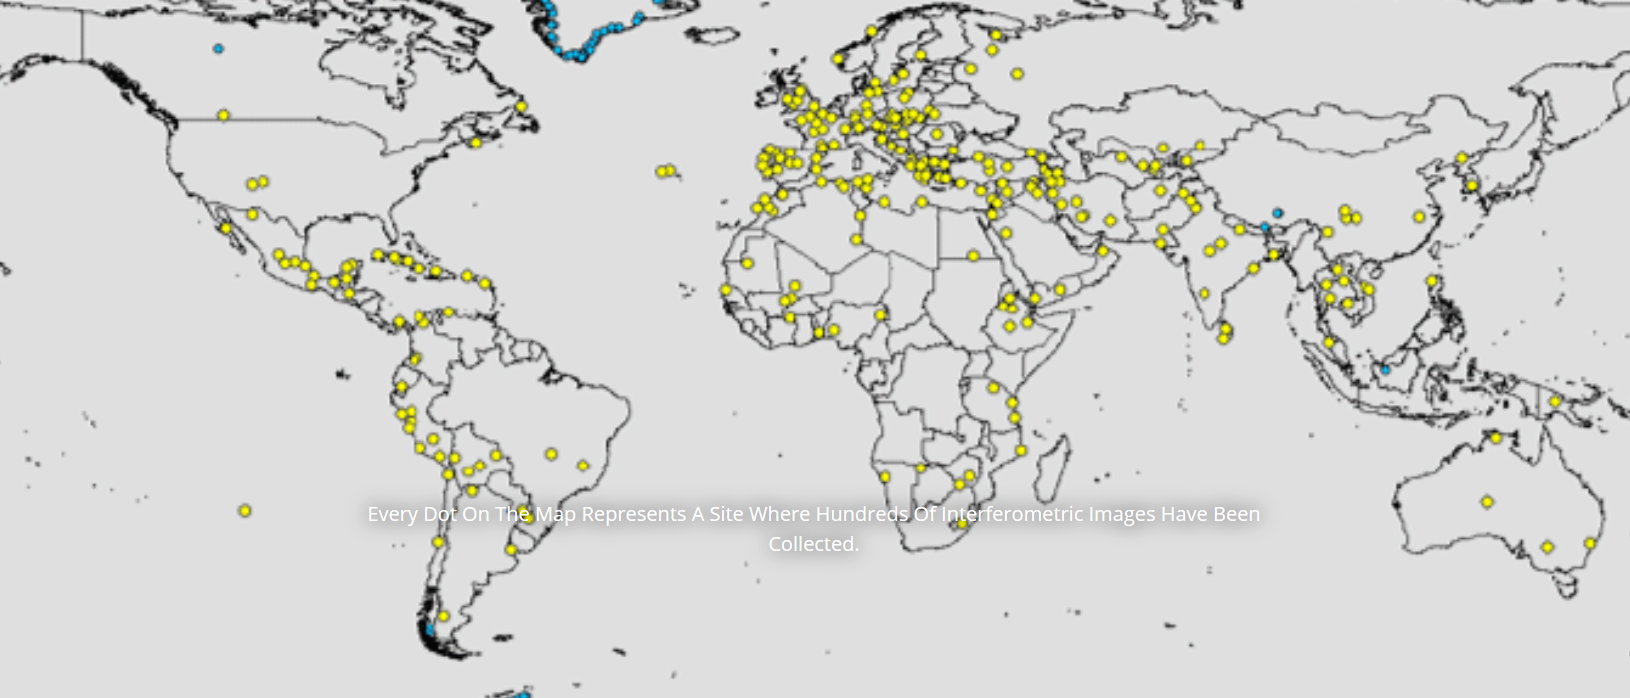 Every Dot On The Map Represents A Site Where Hundreds Of Interferometric Images Have Been
Collected.